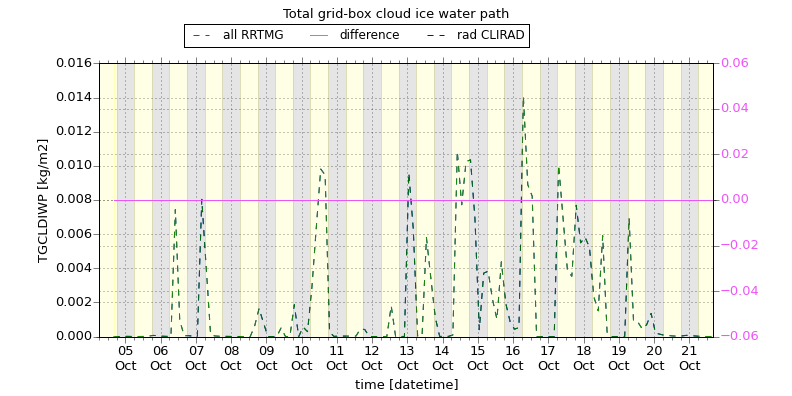 Total grid-box cloud ice water path
all RRTMG difference rad CLIRAD
0.016 0.06
0.014 0.04
0.012
0.010 0.02
0.008 0.00
0.006 −0.02
0.004 −0.04
0.002
0.000 −0.06
TGCLDIWP [kg/m2]
05 06 07 08 09 10 11 12 13 14 15 16 17 18 19 20 21
Oct Oct Oct Oct Oct Oct Oct Oct Oct Oct Oct Oct Oct Oct Oct Oct Oct
time [datetime]